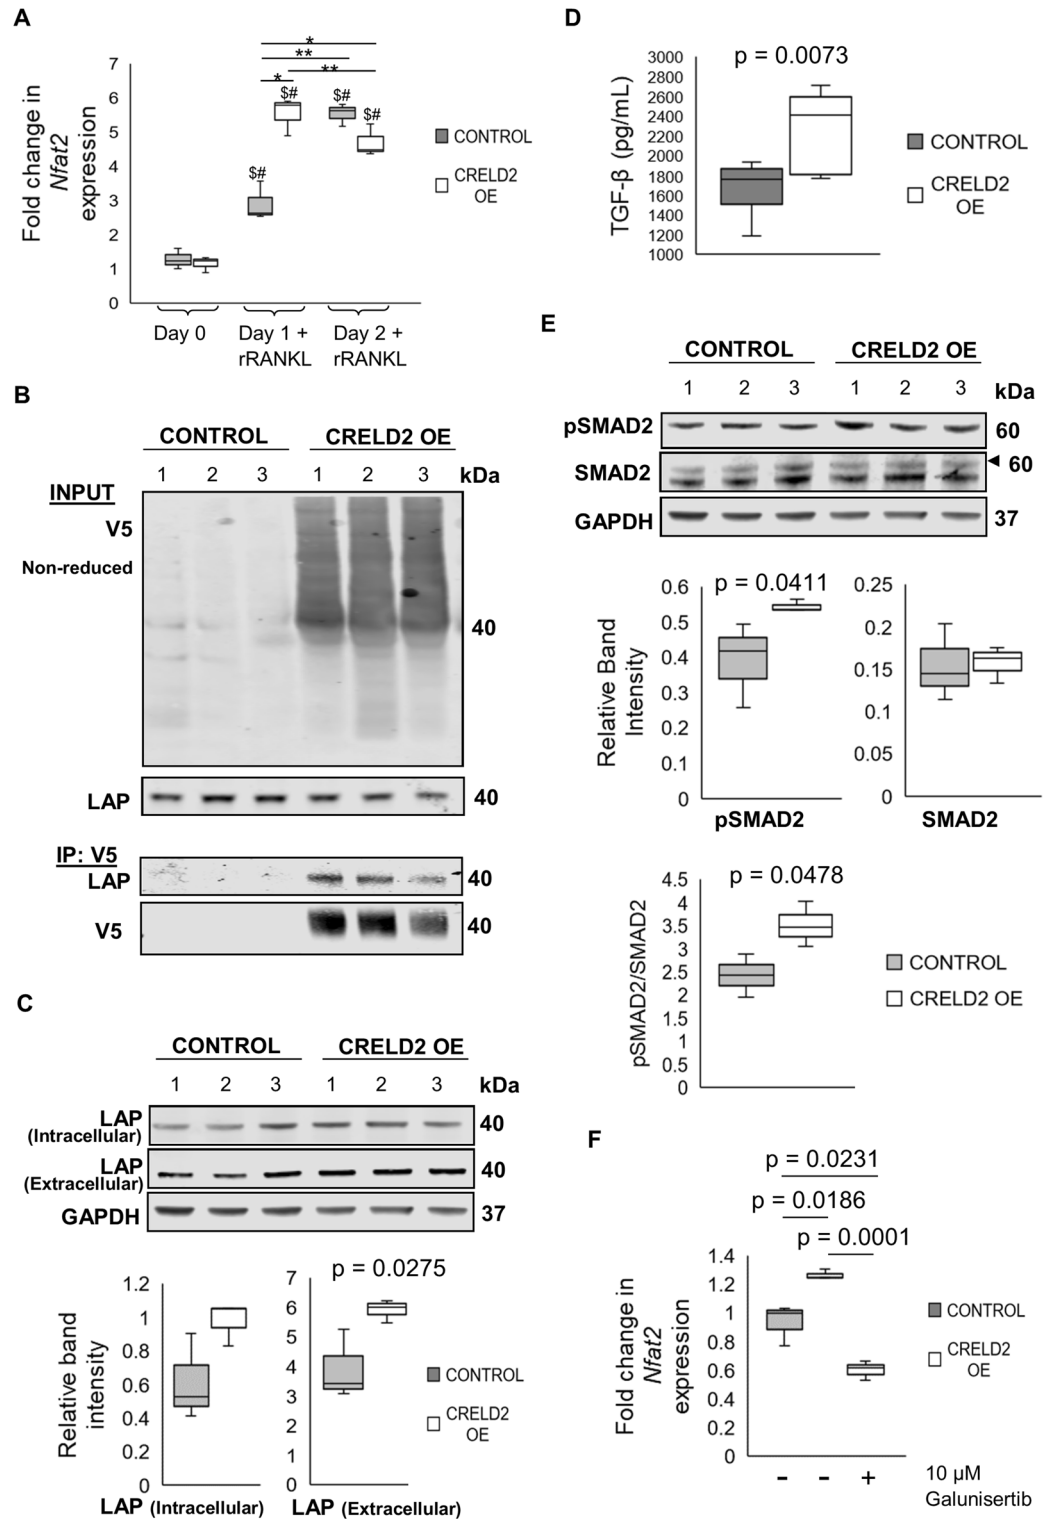 A
*
**
**
*
$#
$#
$#
$#
7
6
5
4
3
2
1
0
Fold change in
Nfat2
expression
CONTROL
CRELD2
OE
Day 0
Day 1 +
rRANKL
Day 2 +
rRANKL
B
CONTROL
CRELD2 OE
1 2 3 1 2 3 kDa
INPUT
V5
Non-reduced
40
LAP
40
IP: V5
LAP
40
V5
40
C
CONTROL
CRELD2 OE
1 2 3 1 2 3 kDa
LAP
(Intracellular)
40
LAP
(Extracellular)
40
GAPDH
37
Relative band
intensity
1.2
1
0.8
0.6
0.4
0.2
0
LAP (Intracellular)
p = 0.0275
7
6
5
4
3
2
1
0
LAP (Extracellular)
CONTROL
CRELD2
OE
D
p = 0.0073
TGF-β (pg/mL)
3000
2800
2600
2400
2200
2000
1800
1600
1400
1200
1000
CONTROL
CRELD2
OE
E
CONTROL
CRELD2 OE
1 2 3 1 2 3 kDa
pSMAD2
60
SMAD2
60
GAPDH
37
Relative Band
Intensity
p = 0.0411
0.6
0.5
0.4
0.3
0.2
0.1
0
pSMAD2
0.25
0.2
0.15
0.1
0.05
0
SMAD2
p = 0.0478
pSMAD2/SMAD2
4.5
4
3.5
3
2.5
2
1.5
1
0.5
0
CONTROL
CRELD2 OE
F
p = 0.0231
p = 0.0186
p = 0.0001
Fold change in
Nfat2
expression
1.4
1.2
1
0.8
0.6
0.4
0.2
0
CONTROL
CRELD2
OE
- - +
10 µM
Galunisertib